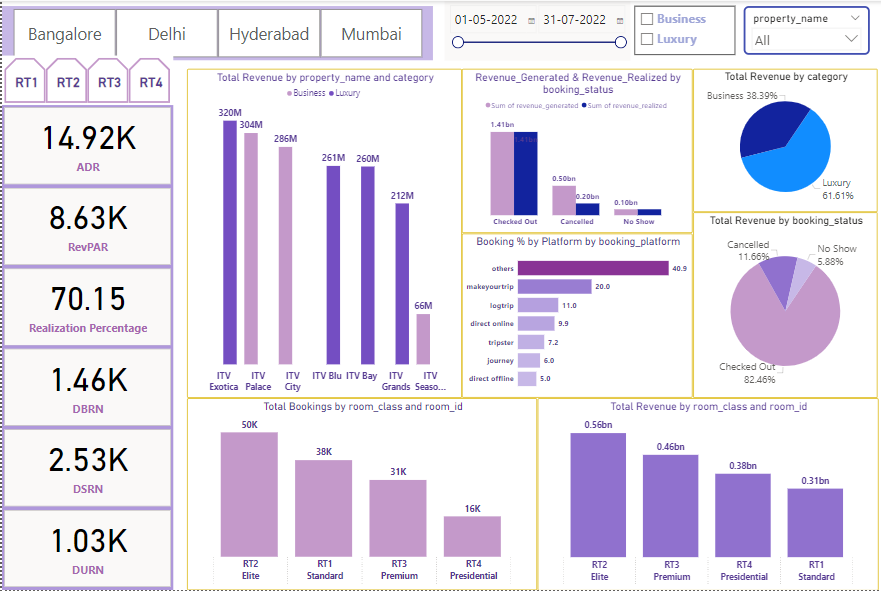 Bangalore
Delhi
Hyderabad
Mumbai
01-05-2022
31-07-2022
Business
Luxury
property_name
All
RT1
RT2
RT3
RT4
14.92K
ADR
8.63K
RevPAR
70.15
Realization Percentage
1.46K
DBRN
2.53K
DSRN
1.03K
DURN
Total Revenue by property_name and category
Business Luxury
320M
304M
286M
261M
260M
212M
66M
ITV Exotica
ITV Palace
ITV City
ITV Blu
ITV Bay
ITV Grands
ITV Seaso...
Revenue_Generated & Revenue_Realized by
booking_status
Sum of revenue_generated Sum of revenue_realized
1.41bn
1.41bn
0.50bn
0.20bn
0.10bn
Checked Out
Cancelled
No Show
Booking % by Platform by booking_platform
others 40.9
makeyourtrip 20.0
logtrip 11.0
direct online 9.9
tripster 7.2
journey 6.0
direct offline 5.0
Total Revenue by category
Business 38.39%
Luxury
61.61%
Total Revenue by booking_status
Cancelled
11.66%
No Show
5.88%
Checked Out
82.46%
Total Bookings by room_class and room_id
50K
38K
31K
16K
RT2 RT1 RT3 RT4
Elite Standard Premium Presidential
Total Revenue by room_class and room_id
0.56bn
0.46bn
0.38bn
0.31bn
RT2 RT3 RT4 RT1
Elite Premium Presidential Standard